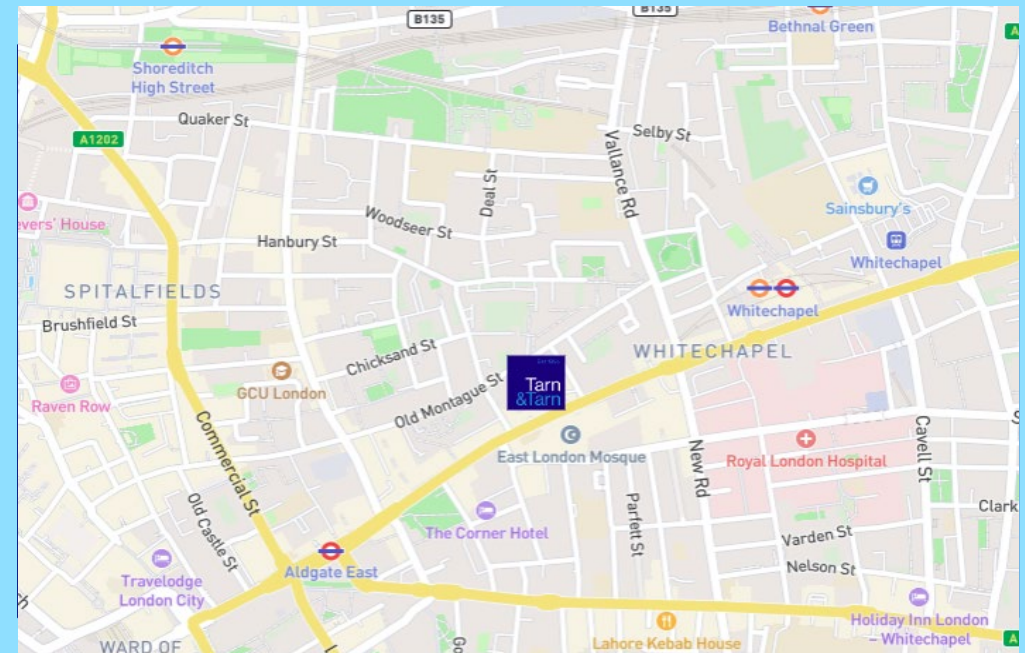 B135
B135
Bethnal Green
A
Shoreditch
High Street
Quaker St
A1202
Selby St
Vallance Rd
Deal St
Sainsbury's
evers' House
Woodseer St
Hanbury St
Whitechapel
SPITALFIELDS
Whitechapel
Brushfield St
WHITECHAPEL
Chicksand St
Tarn
&Tarn
GCU London
Raven Row
Old Montague St
Commercial St
East London Mosque
New Rd
Royal London Hospital
Cavell St
S
Old Castle St
The Corner Hotel
Parfett St
Clark
Varden St
Aldgate East
Nelson St
Travelodge
London City
Holiday Inn London
– Whitechapel
Lahore Kebab House
Go
WARD OF
A